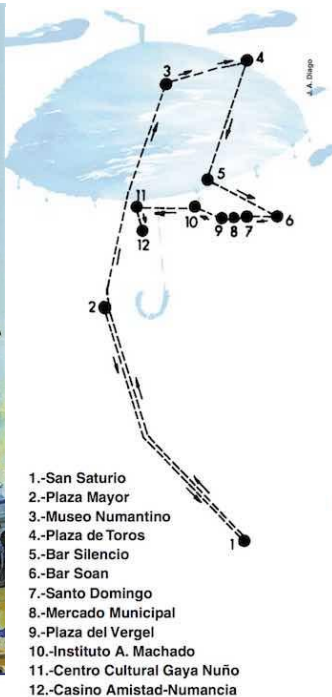 4
3
J. A. Diago
5
11
10
9
8
7
6
12
2
1
1.-San Saturio
2.-Plaza Mayor
3.-Museo Numantino
4.-Plaza de Toros
5.-Bar Silencio
6.-Bar Soan
7.-Santo Domingo
8.-Mercado Municipal
9.-Plaza del Vergel
10.-Instituto A. Machado
11.-Centro Cultural Gaya Nuño
12.-Casino Amistad-Numancia